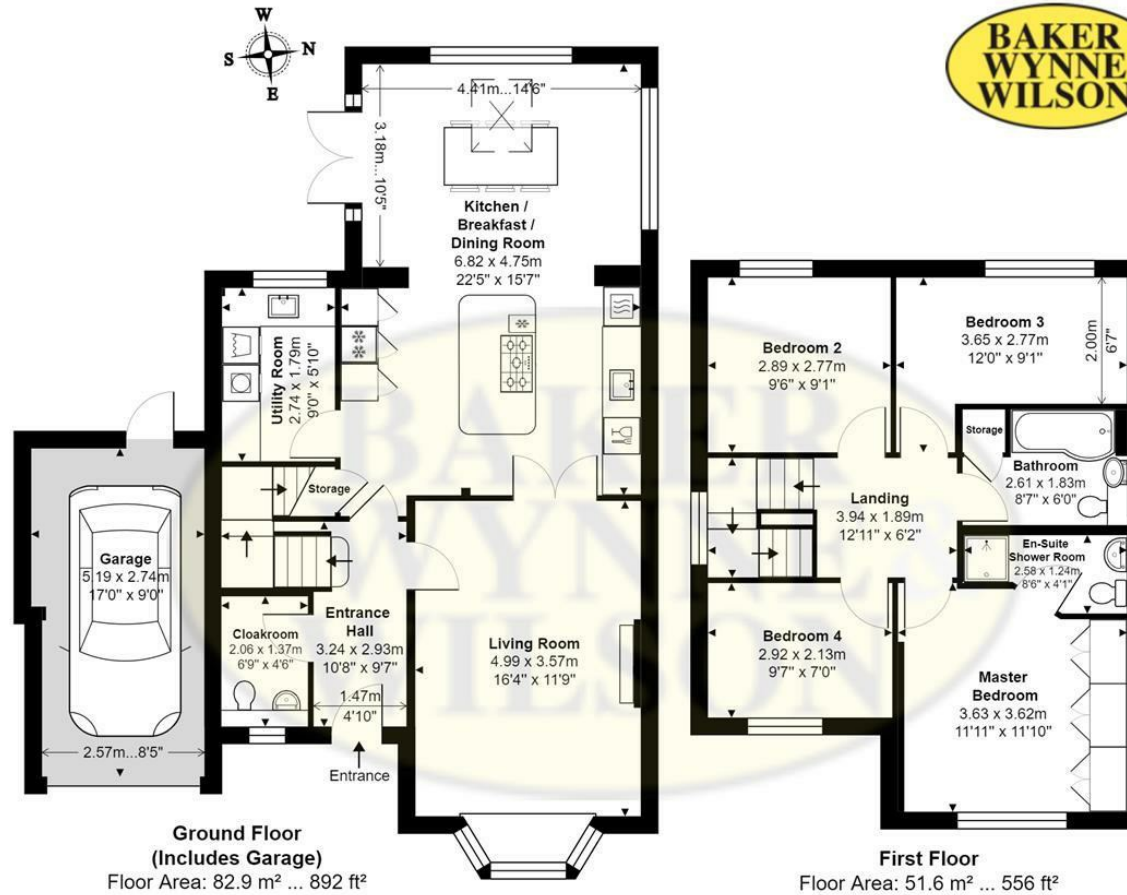 W
S N
E
BAKER
WYNNE
WILSON
4.41m...14'6"
3.18m... 10'5"
Kitchen /
Breakfast /
Dining Room
6.82 x 4.75m
22'5" x 15'7"
Utility Room
2.74 x 1.79m
9'0" x 5'10"
Storage
Garage
5.19 x 2.74m
17'0" x 9'0"
2.57m...8'5"
Cloakroom
2.06 x 1.37m
6'9" x 4'6"
Entrance
Hall
3.24 x 2.93m
10'8" x 9'7"
1.47m
4'10"
Entrance
Living Room
4.99 x 3.57m
16'4" x 11'9"
Ground Floor
(Includes Garage)
Floor Area: 82.9 m² ... 892 ft²
Bedroom 2
2.89 x 2.77m
9'6" x 9'1"
Bedroom 3
3.65 x 2.77m
12'0" x 9'1"
2.00m
6'7"
Storage
Bathroom
2.61 x 1.83m
8'7" x 6'0"
Landing
3.94 x 1.89m
12'11" x 6'2"
En-Suite
Shower Room
2.58 x 1.24m
8'6" x 4'1"
Bedroom 4
2.92 x 2.13m
9'7" x 7'0"
Master
Bedroom
3.63 x 3.62m
11'11" x 11'10"
First Floor
Floor Area: 51.6 m² ... 556 ft²
BAKER
WYNNE
WILSON